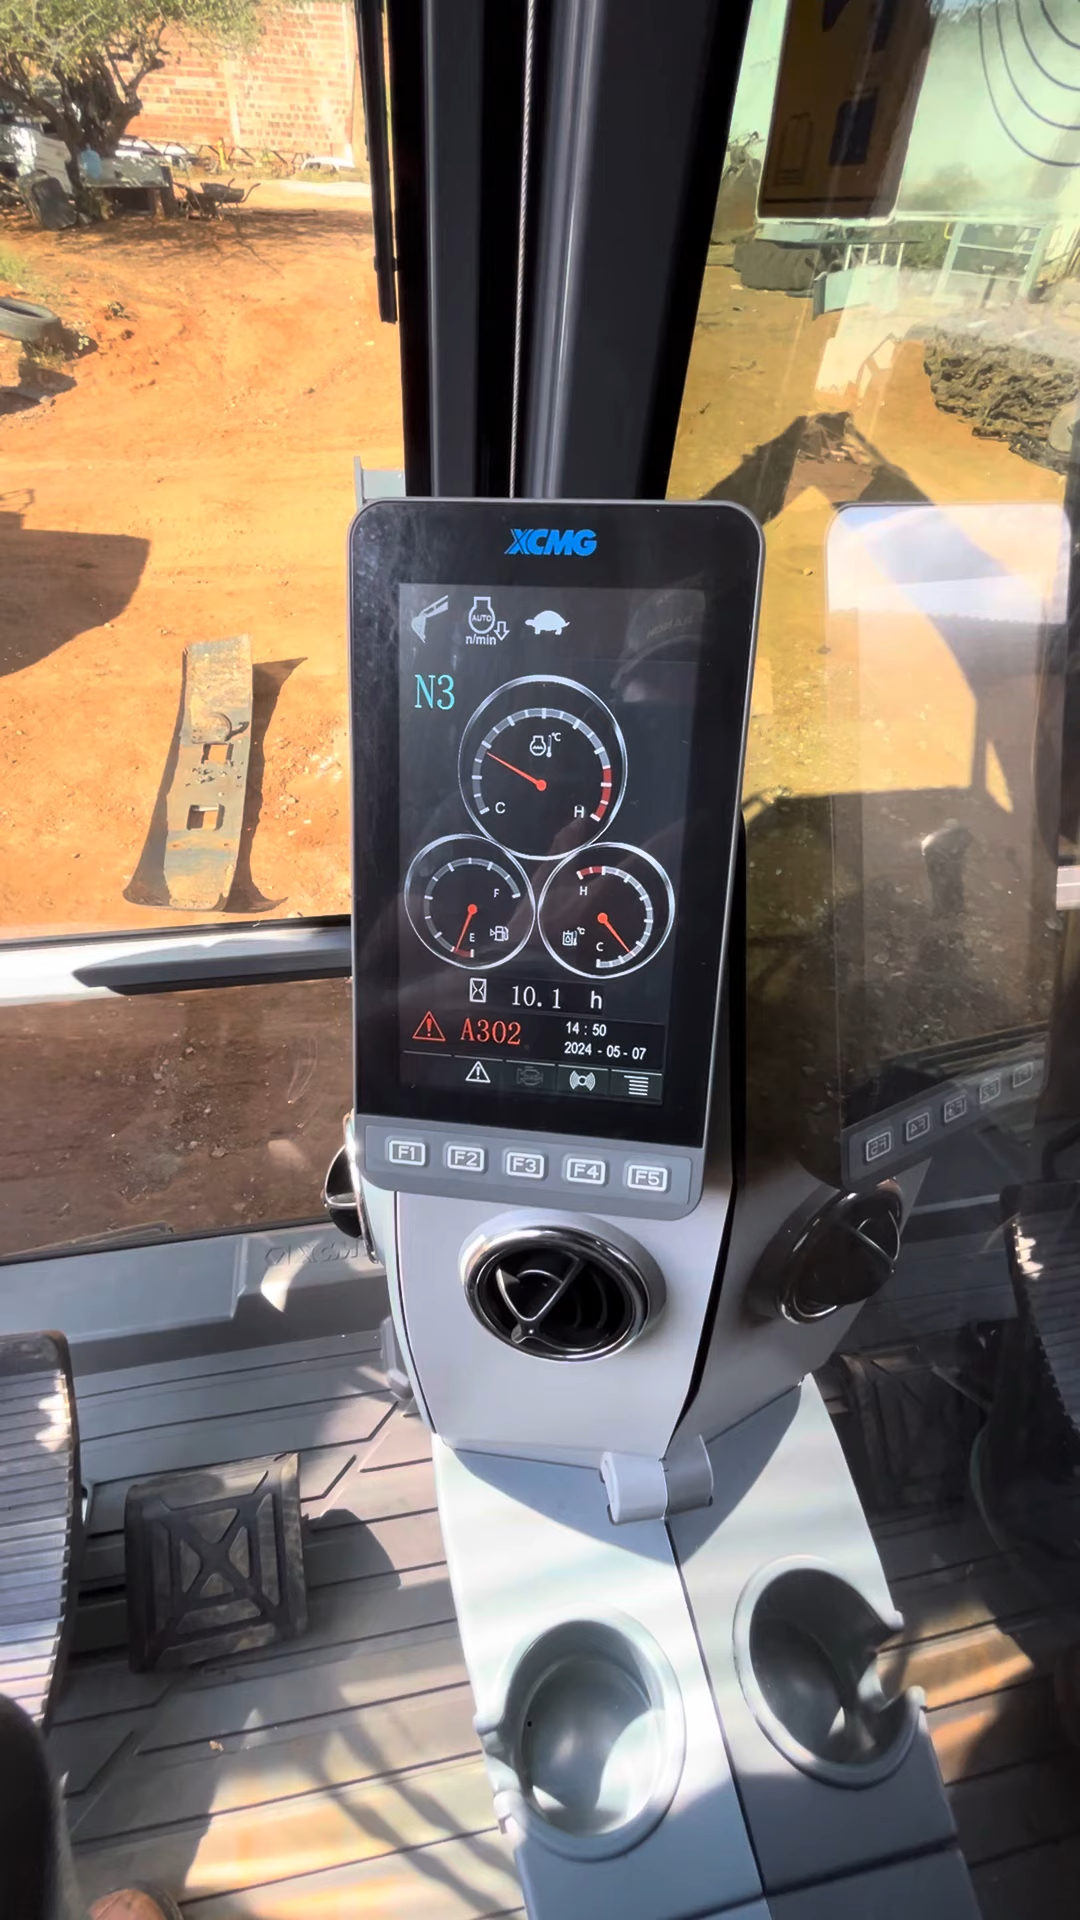 XCMG
AUTO
n/min
N3
°C
C H
F
E
H
°C
C
10.1 h
A302
14:50
2024-05-07
F1 F2 F3 F4 F5